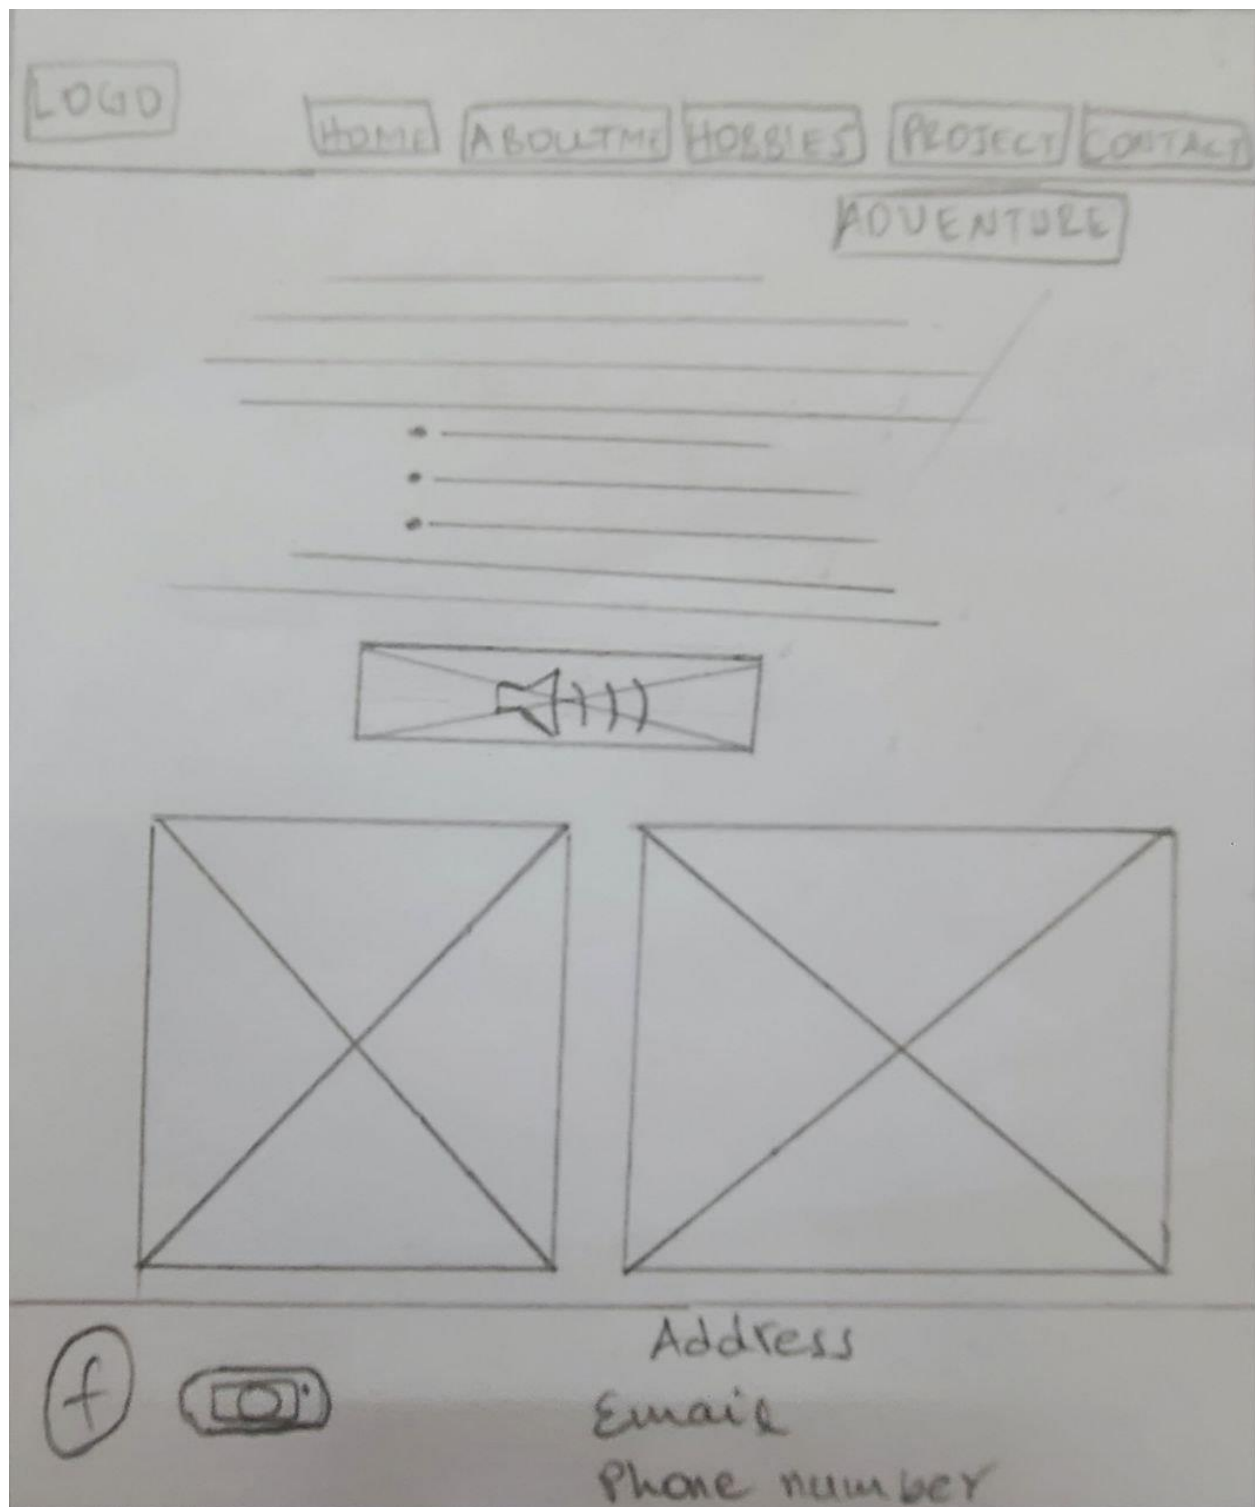 LOGO
HOME ABOUTME HOBBIES PROJECT CONTACT
ADVENTURE
f
Address
Email
Phone number